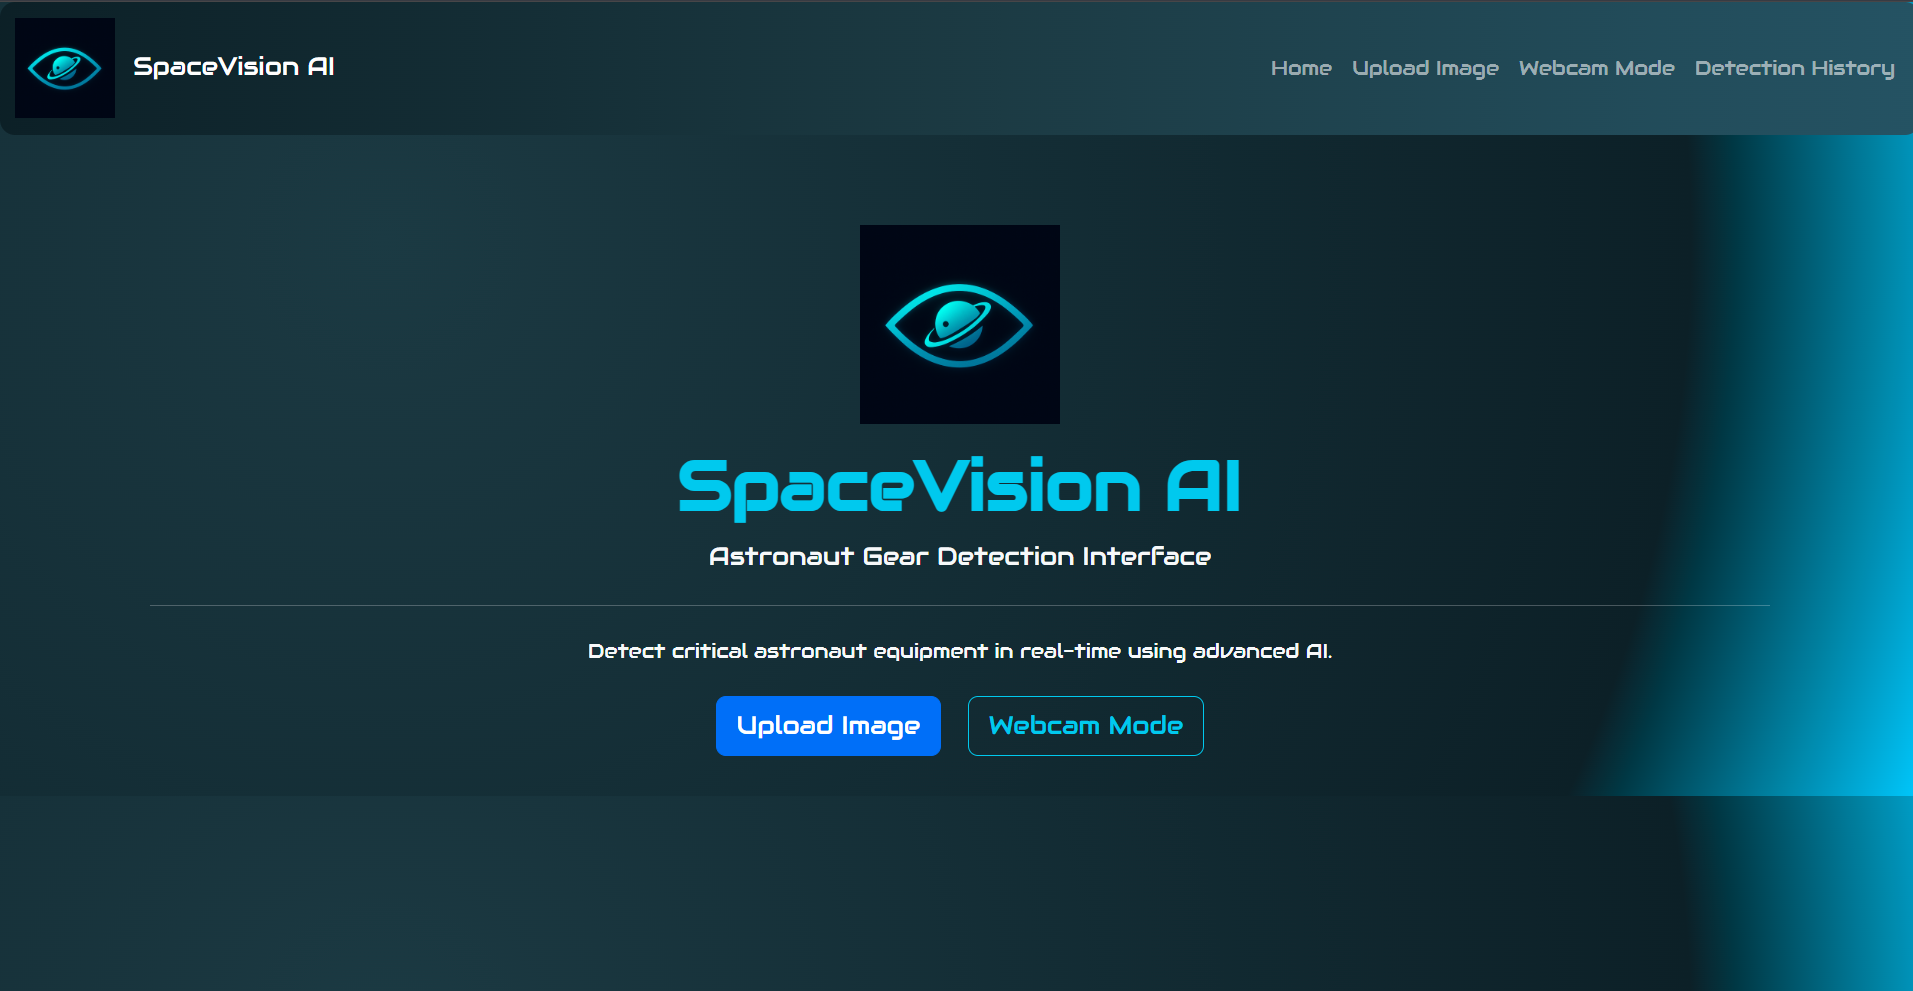 SpaceVision AI
Home Upload Image Webcam Mode Detection History
SpaceVision AI
Astronaut Gear Detection Interface
Detect critical astronaut equipment in real-time using advanced AI.
Upload Image Webcam Mode